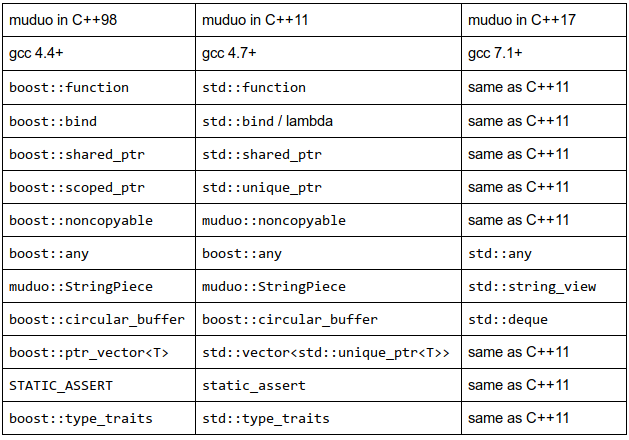 muduo in C++98 muduo in C++11 muduo in C++17
gcc 4.4+ gcc 4.7+ gcc 7.1+
boost::function std::function same as C++11
boost::bind std::bind / lambda same as C++11
boost::shared_ptr std::shared_ptr same as C++11
boost::scoped_ptr std::unique_ptr same as C++11
boost::noncopyable muduo::noncopyable same as C++11
boost::any boost::any std::any
muduo::StringPiece muduo::StringPiece std::string_view
boost::circular_buffer boost::circular_buffer std::deque
boost::ptr_vector<T> std::vector<std::unique_ptr<T>> same as C++11
STATIC_ASSERT static_assert same as C++11
boost::type_traits std::type_traits same as C++11